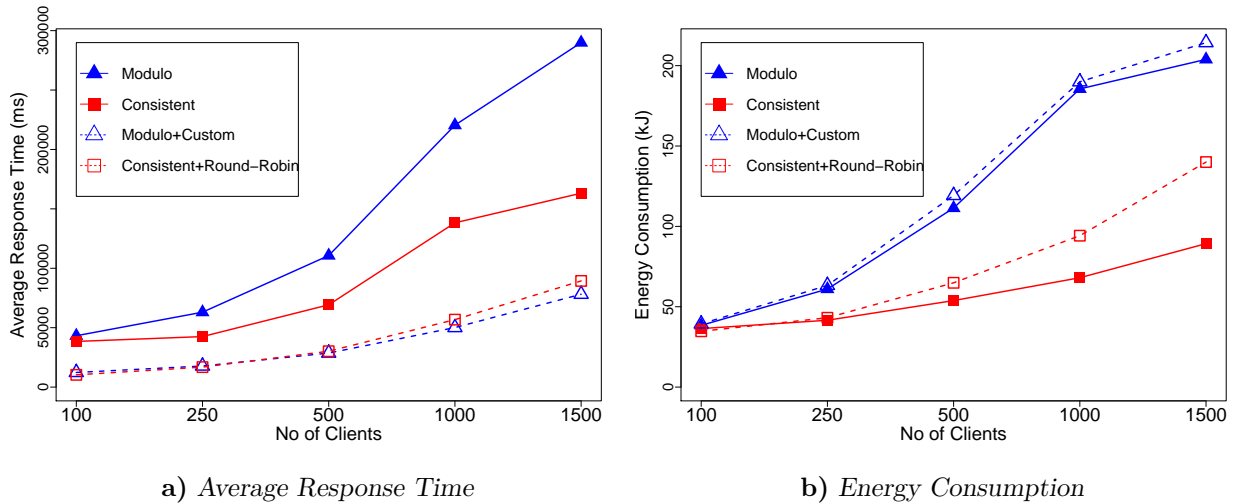 Average Response Time (ms)
300000
200000
100000
50000
0
Modulo
Consistent
Modulo+Custom
Consistent+Round−Robin
100 250 500 1000 1500
No of Clients
a) Average Response Time
Energy Consumption (kJ)
200
150
100
50
0
Modulo
Consistent
Modulo+Custom
Consistent+Round−Robin
100 250 500 1000 1500
No of Clients
b) Energy Consumption